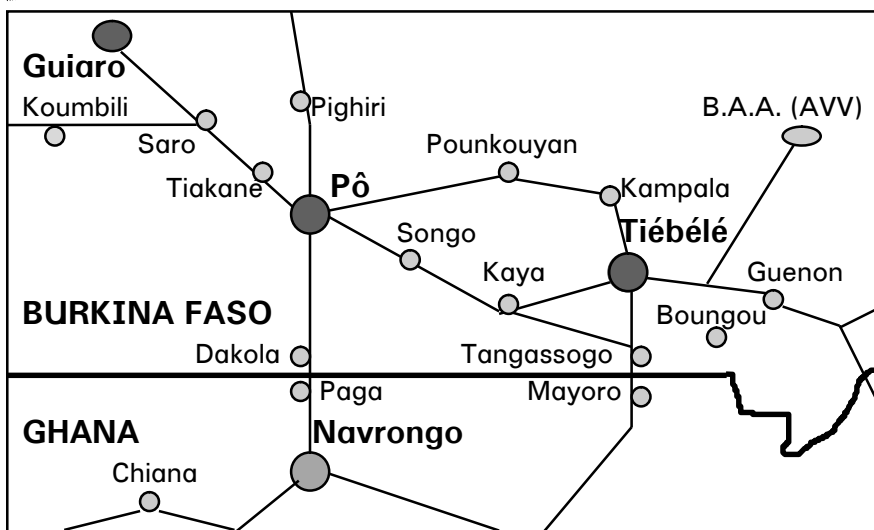 Guiaro
Koumbili
Pighiri
B.A.A. (AVV)
Saro
Pounkouyan
Tiakané
Pô
Kampala
Songo
Tiébélé
Kaya
Guenon
BURKINA FASO
Boungou
Dakola
Tangassogo
Paga
Mayoro
GHANA
Navrongo
Chiana